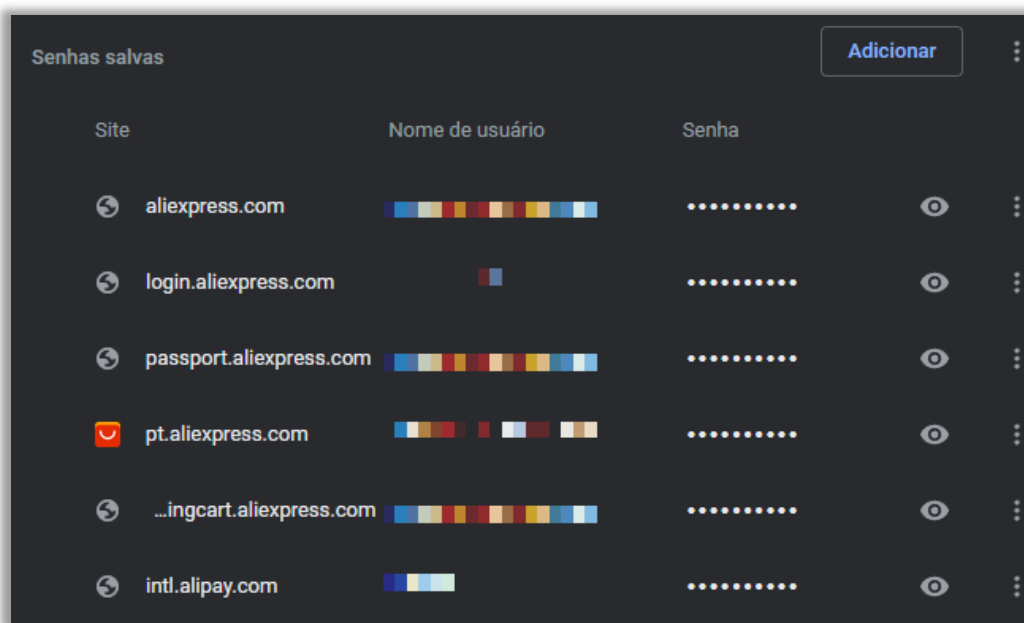 Senhas salvas
Adicionar
Site Nome de usuário Senha
aliexpress.com ••••••••••
login.aliexpress.com ••••••••••
passport.aliexpress.com ••••••••••
pt.aliexpress.com ••••••••••
...ingcart.aliexpress.com ••••••••••
intl.alipay.com ••••••••••